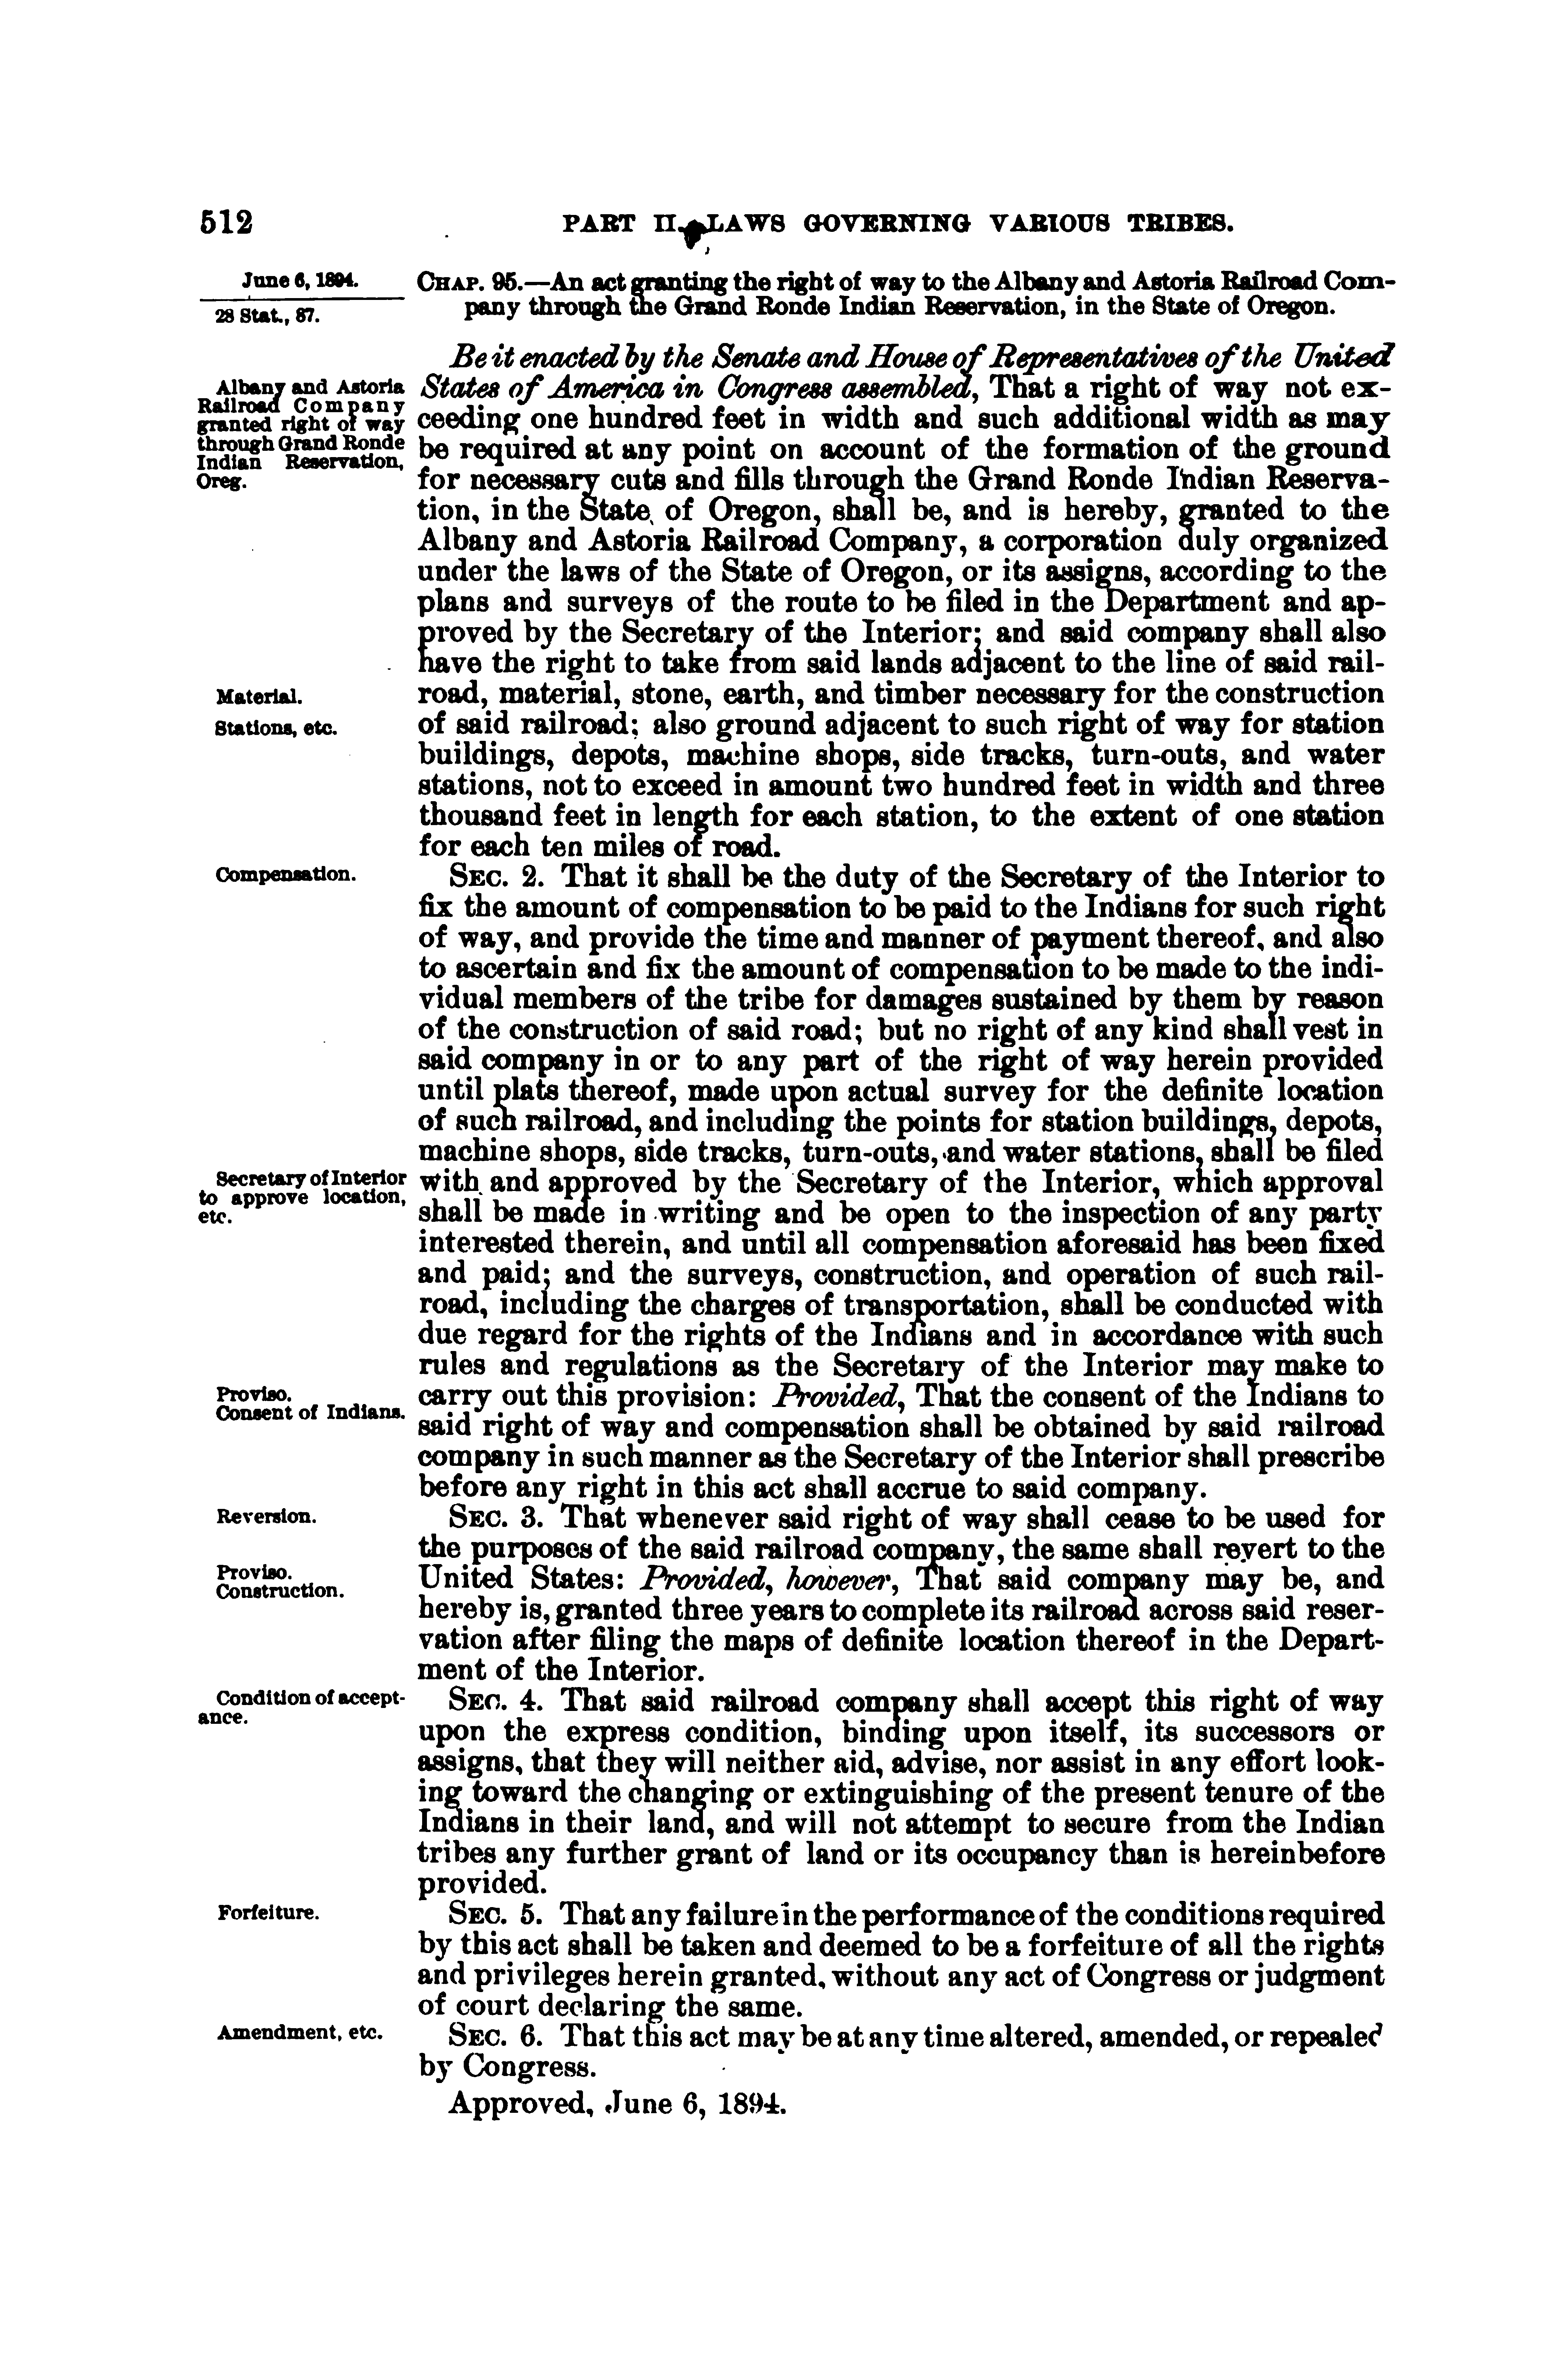 512
PART II.—LAWS GOVERNING VARIOUS TRIBES.
June 6, 1894.
28 Stat., 87.
CHAP. 95.—An act granting the right of way to the Albany and Astoria Railroad Com-
pany through the Grand Ronde Indian Reservation, in the State of Oregon.
Be it enacted by the Senate and House of Representatives of the United
Albany and Astoria
Railroad Company
granted right of way
through Grand Ronde
Indian Reservation,
Oreg.
States of America in Congress assembled, That a right of way not ex-
ceeding one hundred feet in width and such additional width as may
be required at any point on account of the formation of the ground
for necessary cuts and fills through the Grand Ronde Indian Reserva-
tion, in the State of Oregon, shall be, and is hereby, granted to the
Albany and Astoria Railroad Company, a corporation duly organized
under the laws of the State of Oregon, or its assigns, according to the
plans and surveys of the route to be filed in the Department and ap-
proved by the Secretary of the Interior; and said company shall also
have the right to take from said lands adjacent to the line of said rail-
Material.
road, material, stone, earth, and timber necessary for the construction
Stations, etc.
of said railroad; also ground adjacent to such right of way for station
buildings, depots, machine shops, side tracks, turn-outs, and water
stations, not to exceed in amount two hundred feet in width and three
thousand feet in length for each station, to the extent of one station
for each ten miles of road.
Compensation.
SEC. 2. That it shall be the duty of the Secretary of the Interior to
fix the amount of compensation to be paid to the Indians for such right
of way, and provide the time and manner of payment thereof, and also
to ascertain and fix the amount of compensation to be made to the indi-
vidual members of the tribe for damages sustained by them by reason
of the construction of said road; but no right of any kind shall vest in
said company in or to any part of the right of way herein provided
until plats thereof, made upon actual survey for the definite location
of such railroad, and including the points for station buildings, depots,
machine shops, side tracks, turn-outs, and water stations, shall be filed
Secretary of Interior
to approve location,
etc.
with and approved by the Secretary of the Interior, which approval
shall be made in writing and be open to the inspection of any party
interested therein, and until all compensation aforesaid has been fixed
and paid; and the surveys, construction, and operation of such rail-
road, including the charges of transportation, shall be conducted with
due regard for the rights of the Indians and in accordance with such
rules and regulations as the Secretary of the Interior may make to
Proviso.
Consent of Indians.
carry out this provision: Provided, That the consent of the Indians to
said right of way and compensation shall be obtained by said railroad
company in such manner as the Secretary of the Interior shall prescribe
before any right in this act shall accrue to said company.
Reversion.
SEC. 3. That whenever said right of way shall cease to be used for
the purposes of the said railroad company, the same shall revert to the
Proviso.
Construction.
United States: Provided, however, That said company may be, and
hereby is, granted three years to complete its railroad across said reser-
vation after filing the maps of definite location thereof in the Depart-
ment of the Interior.
Condition of accept-
ance.
SEC. 4. That said railroad company shall accept this right of way
upon the express condition, binding upon itself, its successors or
assigns, that they will neither aid, advise, nor assist in any effort look-
ing toward the changing or extinguishing of the present tenure of the
Indians in their land, and will not attempt to secure from the Indian
tribes any further grant of land or its occupancy than is hereinbefore
provided.
Forfeiture.
SEC. 5. That any failure in the performance of the conditions required
by this act shall be taken and deemed to be a forfeiture of all the rights
and privileges herein granted, without any act of Congress or judgment
of court declaring the same.
Amendment, etc.
SEC. 6. That this act may be at any time altered, amended, or repealed
by Congress.
Approved, June 6, 1894.